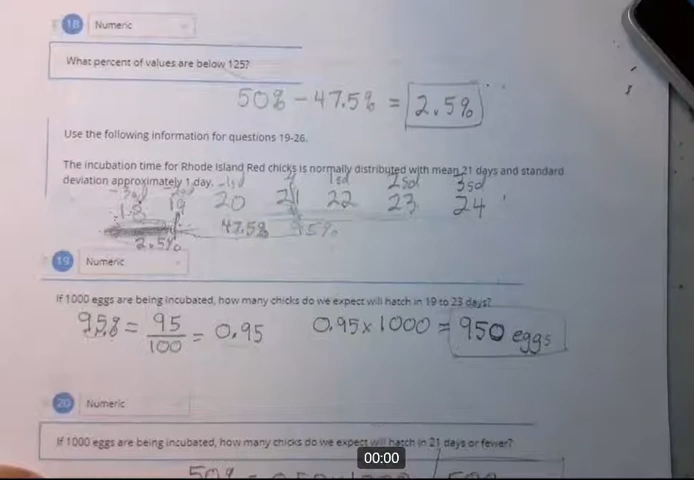 18 Numeric
What percent of values are below 125?
50% - 47.5% = 2.5%
Use the following information for questions 19-26.
The incubation time for Rhode Island Red chicks is normally distributed with mean 21 days and standard
deviation approximately 1 day.
-1sd 1sd 2sd 3sd
18 19 20 21 22 23 24
2.5% 47.5% 95%
19 Numeric
If 1000 eggs are being incubated, how many chicks do we expect will hatch in 19 to 23 days?
95% = 95/100 = 0.95 0.95 x 1000 = 950 eggs
20 Numeric
If 1000 eggs are being incubated, how many chicks do we expect will hatch in 21 days or fewer?
50%
00:00